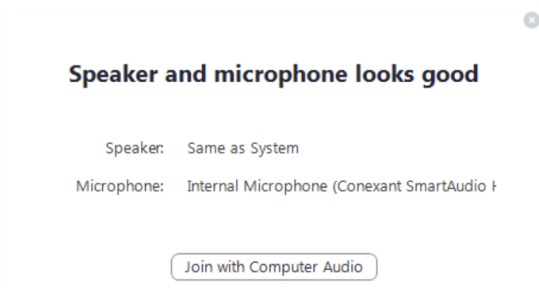 Speaker and microphone looks good
Speaker: Same as System
Microphone: Internal Microphone (Conexant SmartAudio
Join with Computer Audio